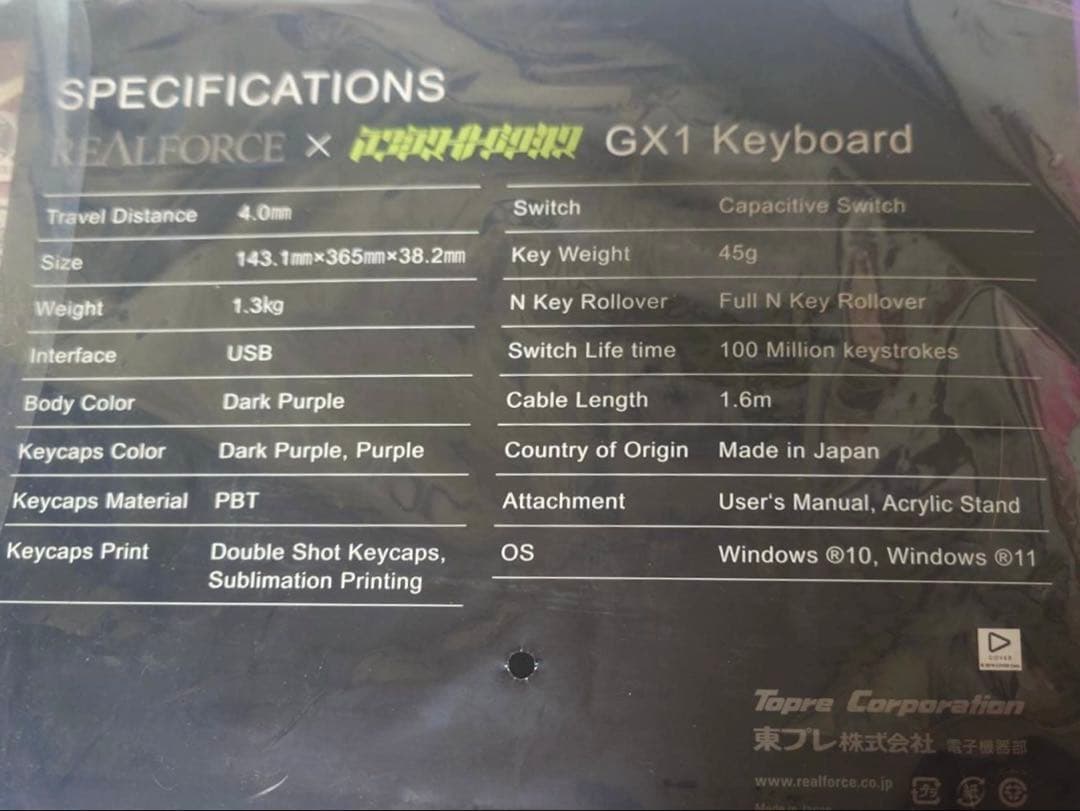 SPECIFICATIONS
REALFORCE × GX1 Keyboard
Travel Distance 4.0mm
Size 143.1mm×365mm×38.2mm
Weight 1.3kg
Interface USB
Body Color Dark Purple
Keycaps Color Dark Purple, Purple
Keycaps Material PBT
Keycaps Print Double Shot Keycaps,
Sublimation Printing
Switch Capacitive Switch
Key Weight 45g
N Key Rollover Full N Key Rollover
Switch Life time 100 Million keystrokes
Cable Length 1.6m
Country of Origin Made in Japan
Attachment User's Manual, Acrylic Stand
OS Windows ®10, Windows ®11
COVER
Topre Corporation
東プレ株式会社 電子機器部
www.realforce.co.jp
Made in Japan